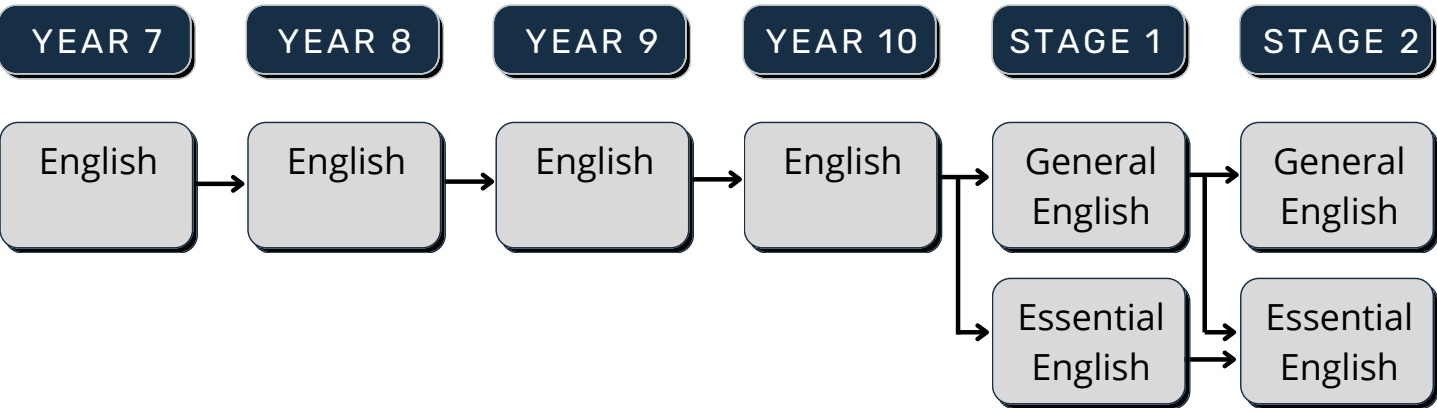 YEAR 7
YEAR 8
YEAR 9
YEAR 10
STAGE 1
STAGE 2
English
English
English
English
General
English
General
English
Essential
English
Essential
English